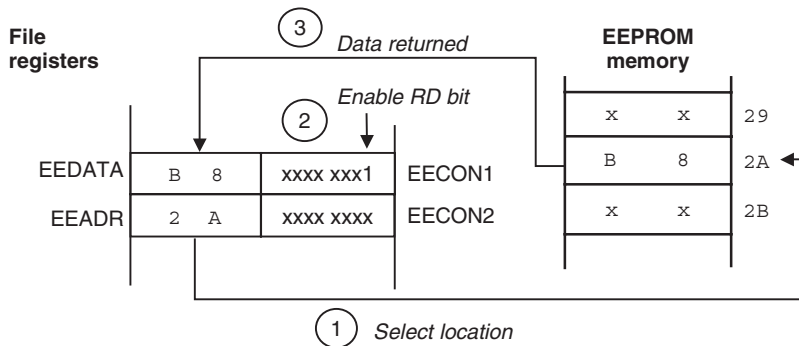 File
registers
3
Data returned
EEPROM
memory
2
Enable RD bit
x x 29
EEDATA B 8 xxxx xxx1 EECON1
B 8 2A
EEADR 2 A xxxx xxxx EECON2
x x 2B
1
Select location